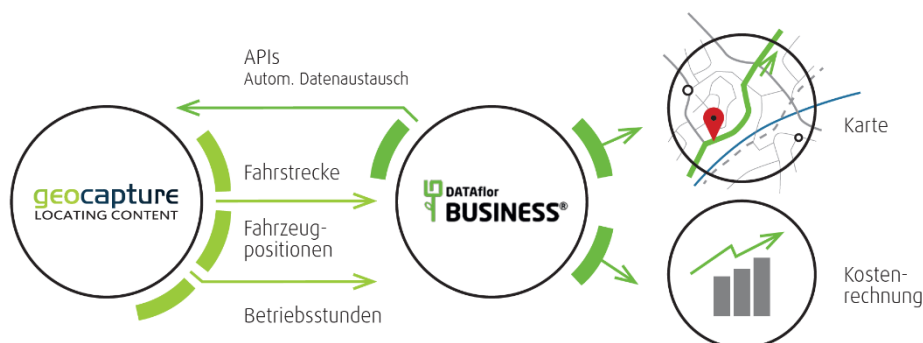 APIs
Autom. Datenaustausch
geocapture
LOCATING CONTENT
Fahrstrecke
Fahrzeug-
positionen
Betriebsstunden
DATAflor
BUSINESS®
Karte
Kosten-
rechnung